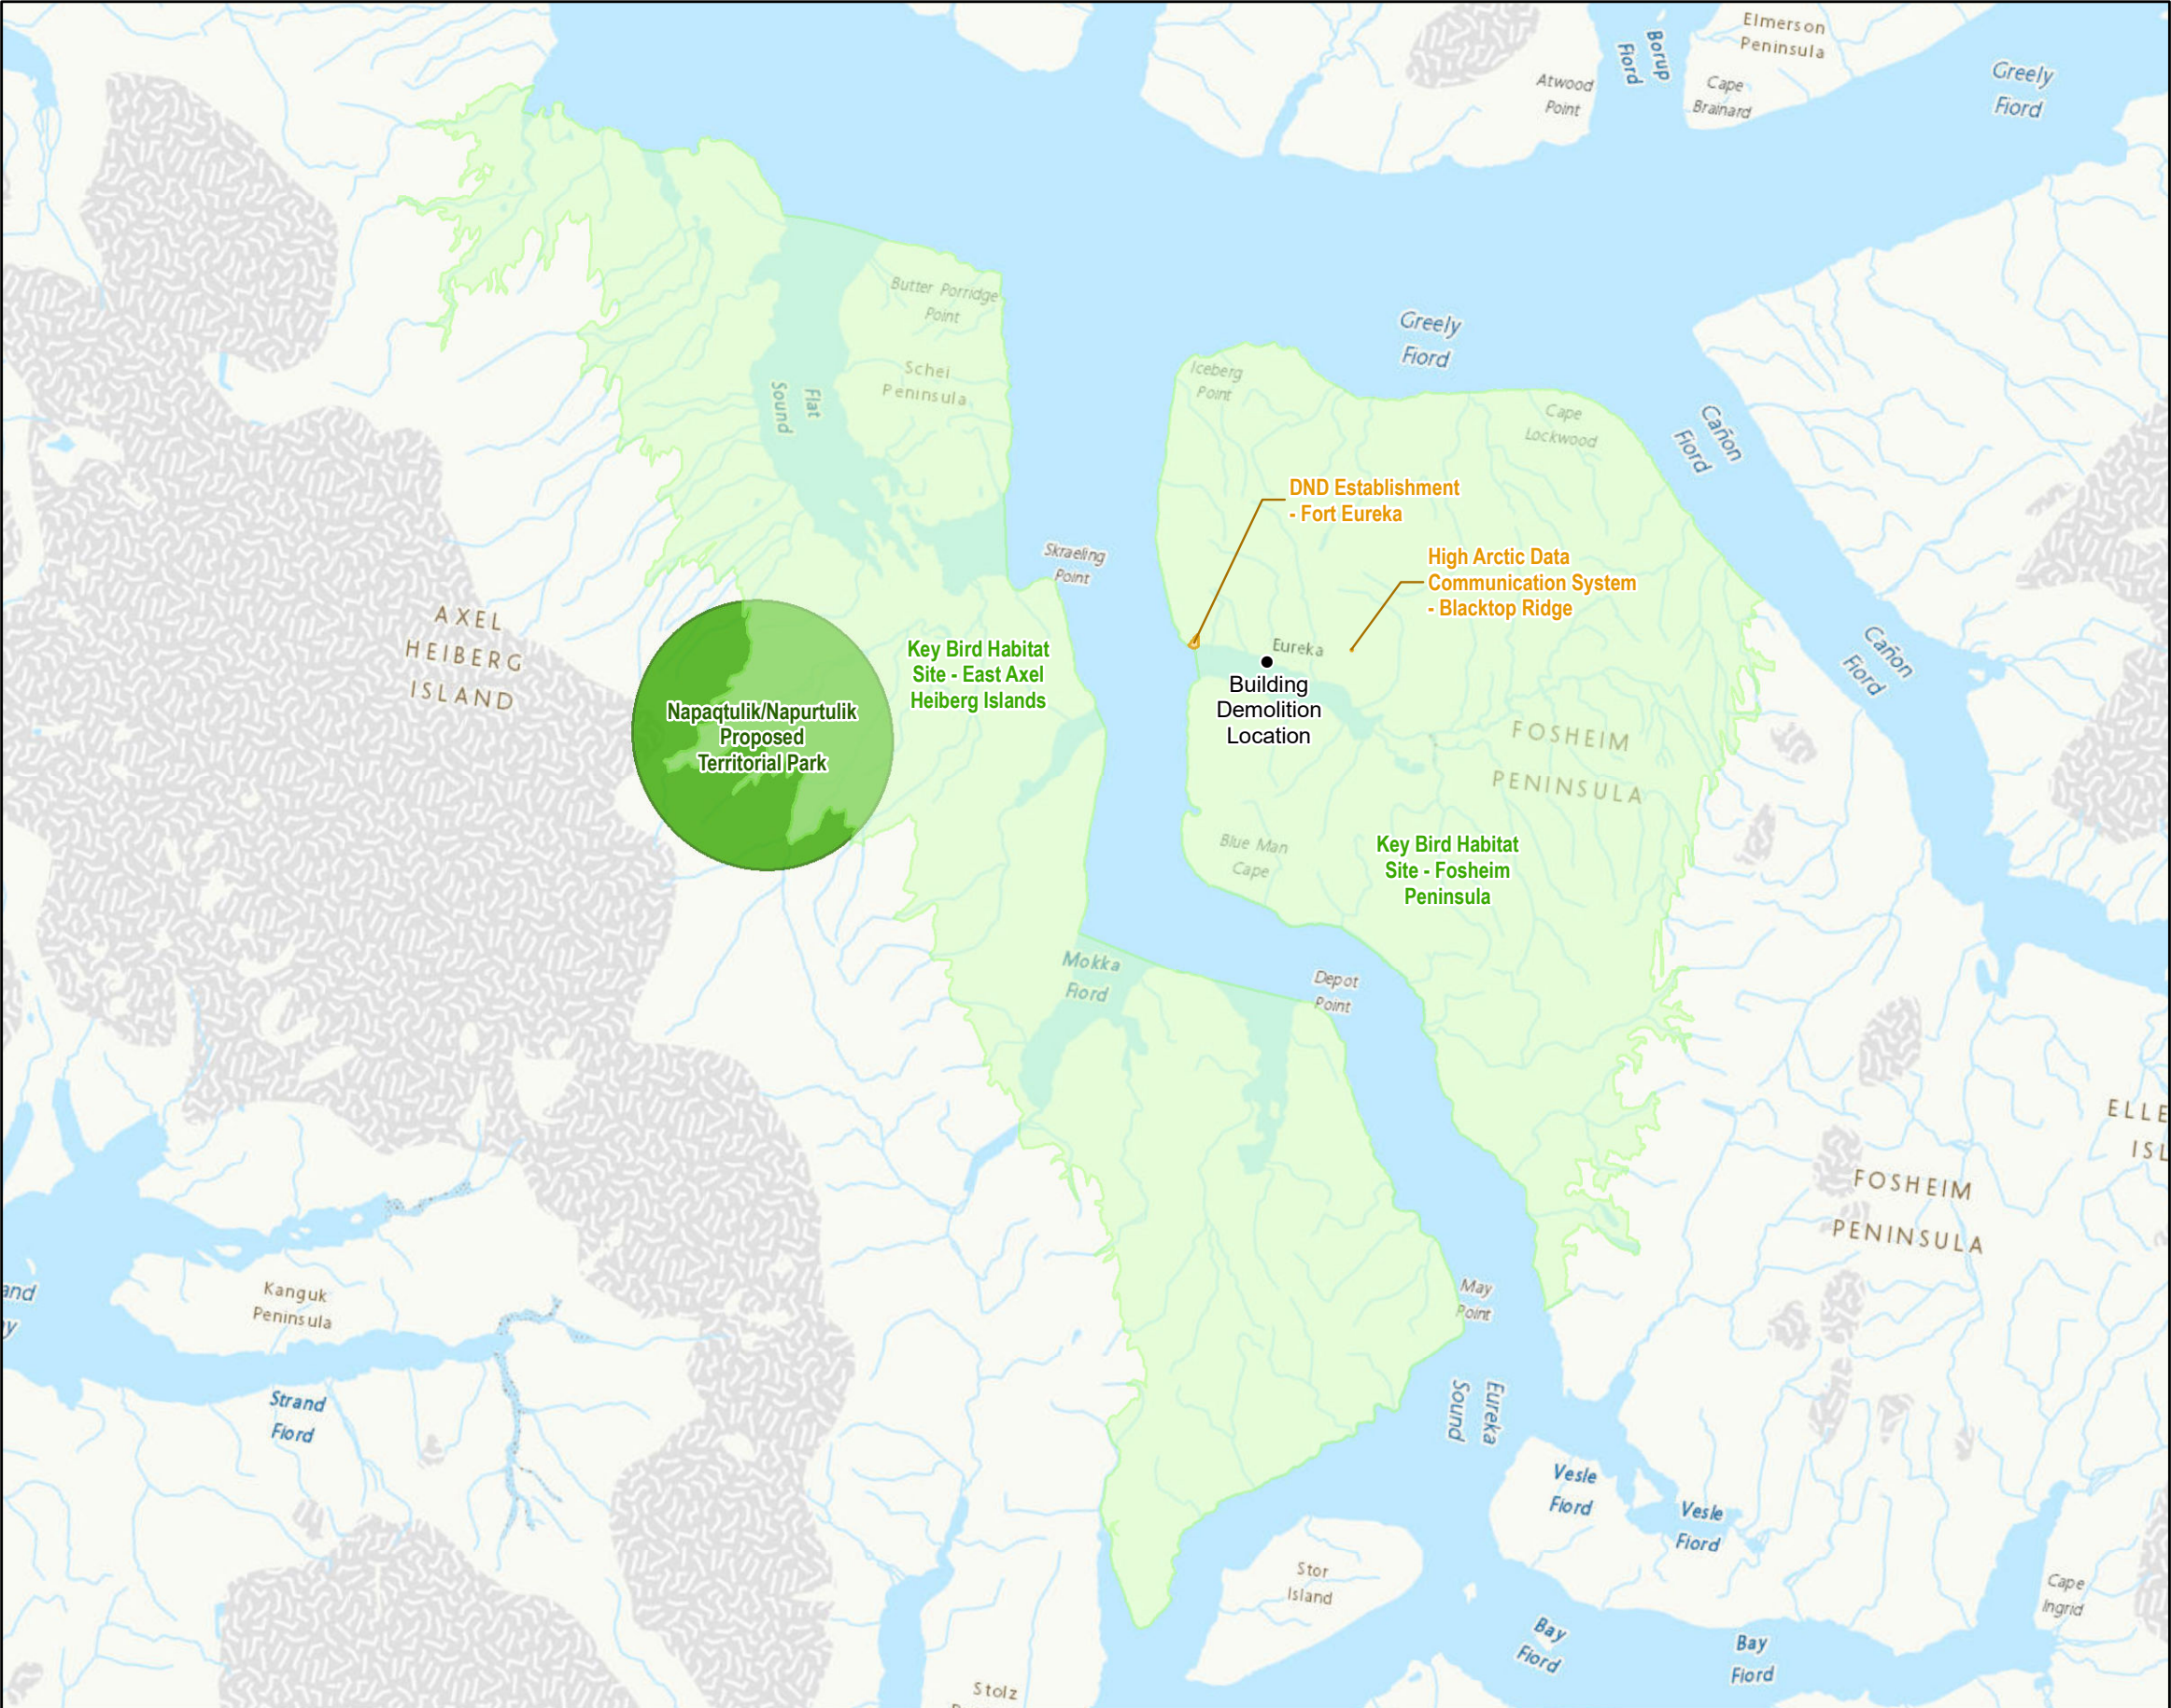 Elmerson
Peninsula
Borup
Fiord
Atwood
Point
Cape
Brainard
Greely
Fiord
Butter Porridge
Point
Schei
Peninsula
Flat
Sound
Greely
Fiord
Iceberg
Point
Cape
Lockwood
Cañon
Fiord
DND Establishment
- Fort Eureka
High Arctic Data
Communication System
- Blacktop Ridge
Skraeling
Point
AXEL
HEIBERG
ISLAND
Key Bird Habitat
Site - East Axel
Heiberg Islands
Eureka
Building
Demolition
Location
Cañon
Fiord
Napaqtulik/Napurtulik
Proposed
Territorial Park
FOSHEIM
PENINSULA
Blue Man
Cape
Key Bird Habitat
Site - Fosheim
Peninsula
Mokka
Fiord
Depot
Point
ELLE
ISL
FOSHEIM
PENINSULA
Kanguk
Peninsula
and
y
May
Point
Strand
Fiord
Eureka
Sound
Vesle
Fiord
Vesle
Fiord
Stor
Island
Cape
Ingrid
Bay
Fiord
Bay
Fiord
Stolz